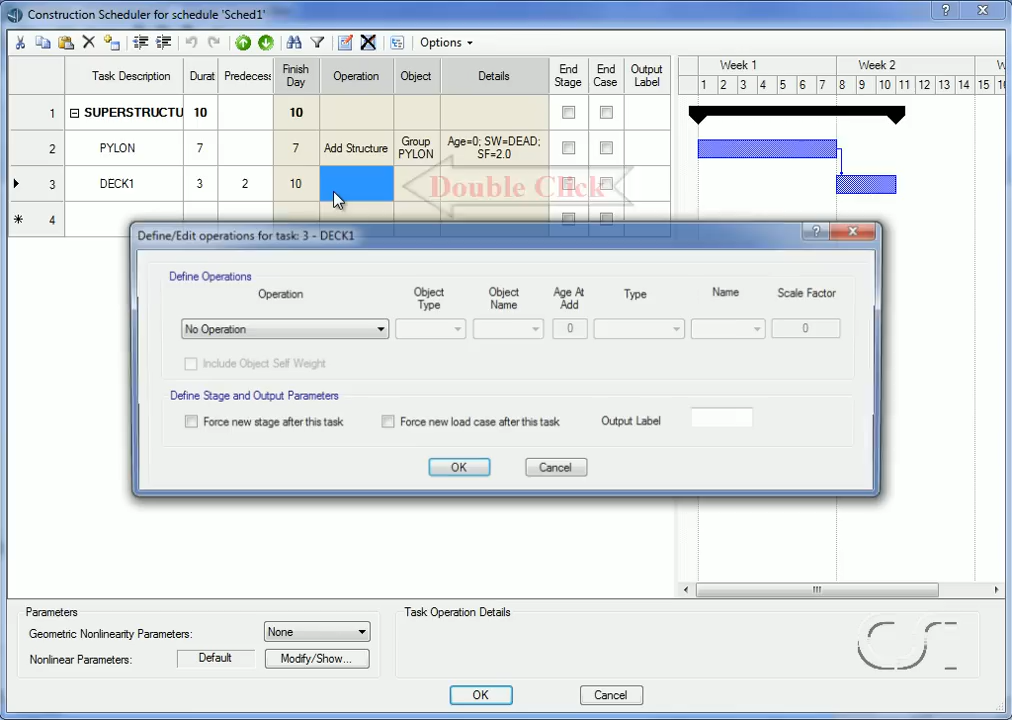 Construction Scheduler for schedule 'Sched1'
Options
Task Description Durat Predecess Finish Day Operation Object Details End Stage End Case Output Label
Week 1 Week 2 W
1 2 3 4 5 6 7 8 9 10 11 12 13 14 15 16
1 SUPERSTRUCTU 10 10
2 PYLON 7 7 Add Structure Group PYLON Age=0; SW=DEAD; SF=2.0
3 DECK1 3 2 10
Double Click
4
Define/Edit operations for task: 3 - DECK1
Define Operations
Operation Object Type Object Name Age At Add Type Name Scale Factor
No Operation 0 0
Include Object Self Weight
Define Stage and Output Parameters
Force new stage after this task Force new load case after this task Output Label
OK Cancel
Parameters
Task Operation Details
Geometric Nonlinearity Parameters: None
Nonlinear Parameters: Default Modify/Show...
CSI
OK Cancel